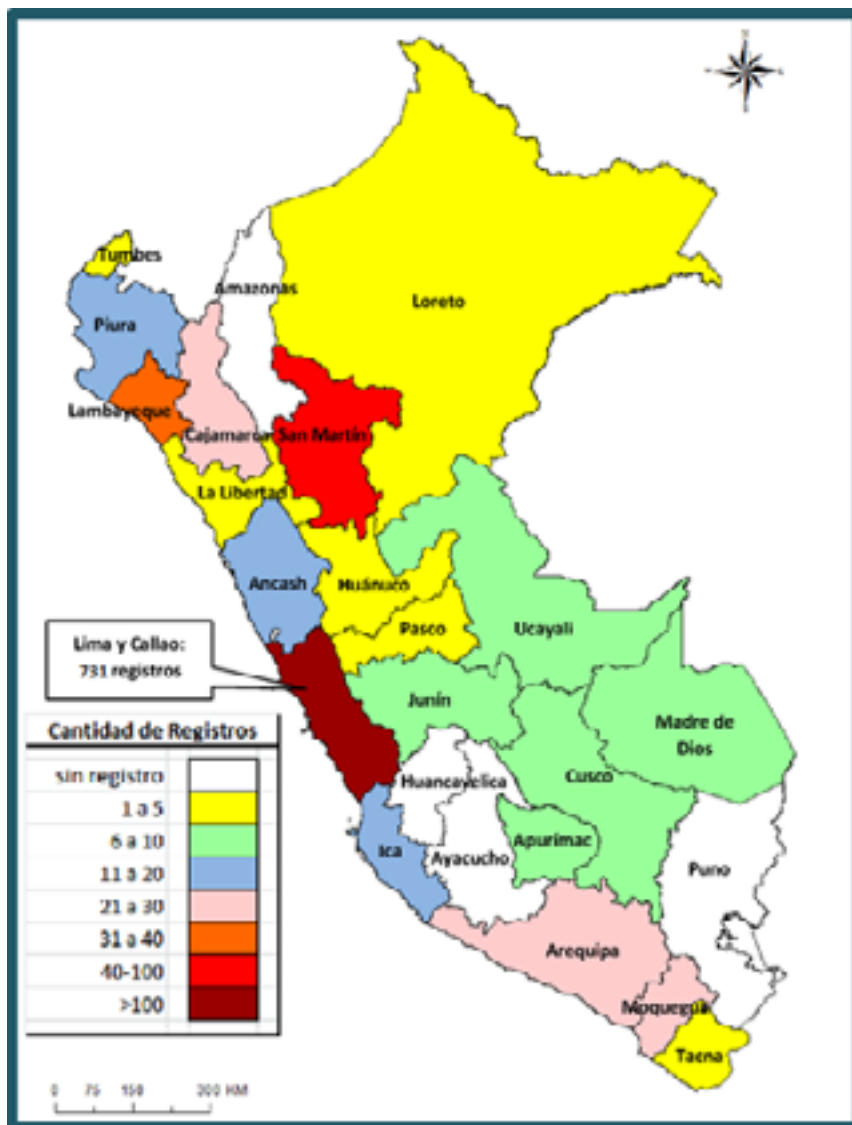 Tumbes
Amazonas
Loreto
Piura
Lambayeque
Cajamarca
San Martín
La Libertad
Ancash
Huánuco
Pasco
Ucayali
Lima y Callao:
731 registros
Junín
Madre de
Dios
Cusco
Huancavelica
Apurimac
Ica
Ayacucho
Puno
Arequipa
Moquegua
Tacna
Cantidad de Registros
sin registro
1 a 5
6 a 10
11 a 20
21 a 30
31 a 40
40-100
>100
0 75 150 300 KM